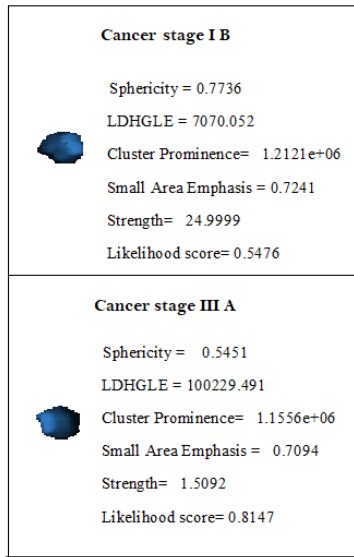 Cancer stage I B
Sphericity = 0.7736
LDHGLE = 7070.052
Cluster Prominence= 1.2121e+06
Small Area Emphasis = 0.7241
Strength= 24.9999
Likelihood score= 0.5476
Cancer stage III A
Sphericity = 0.5451
LDHGLE = 100229.491
Cluster Prominence= 1.1556e+06
Small Area Emphasis = 0.7094
Strength= 1.5092
Likelihood score= 0.8147